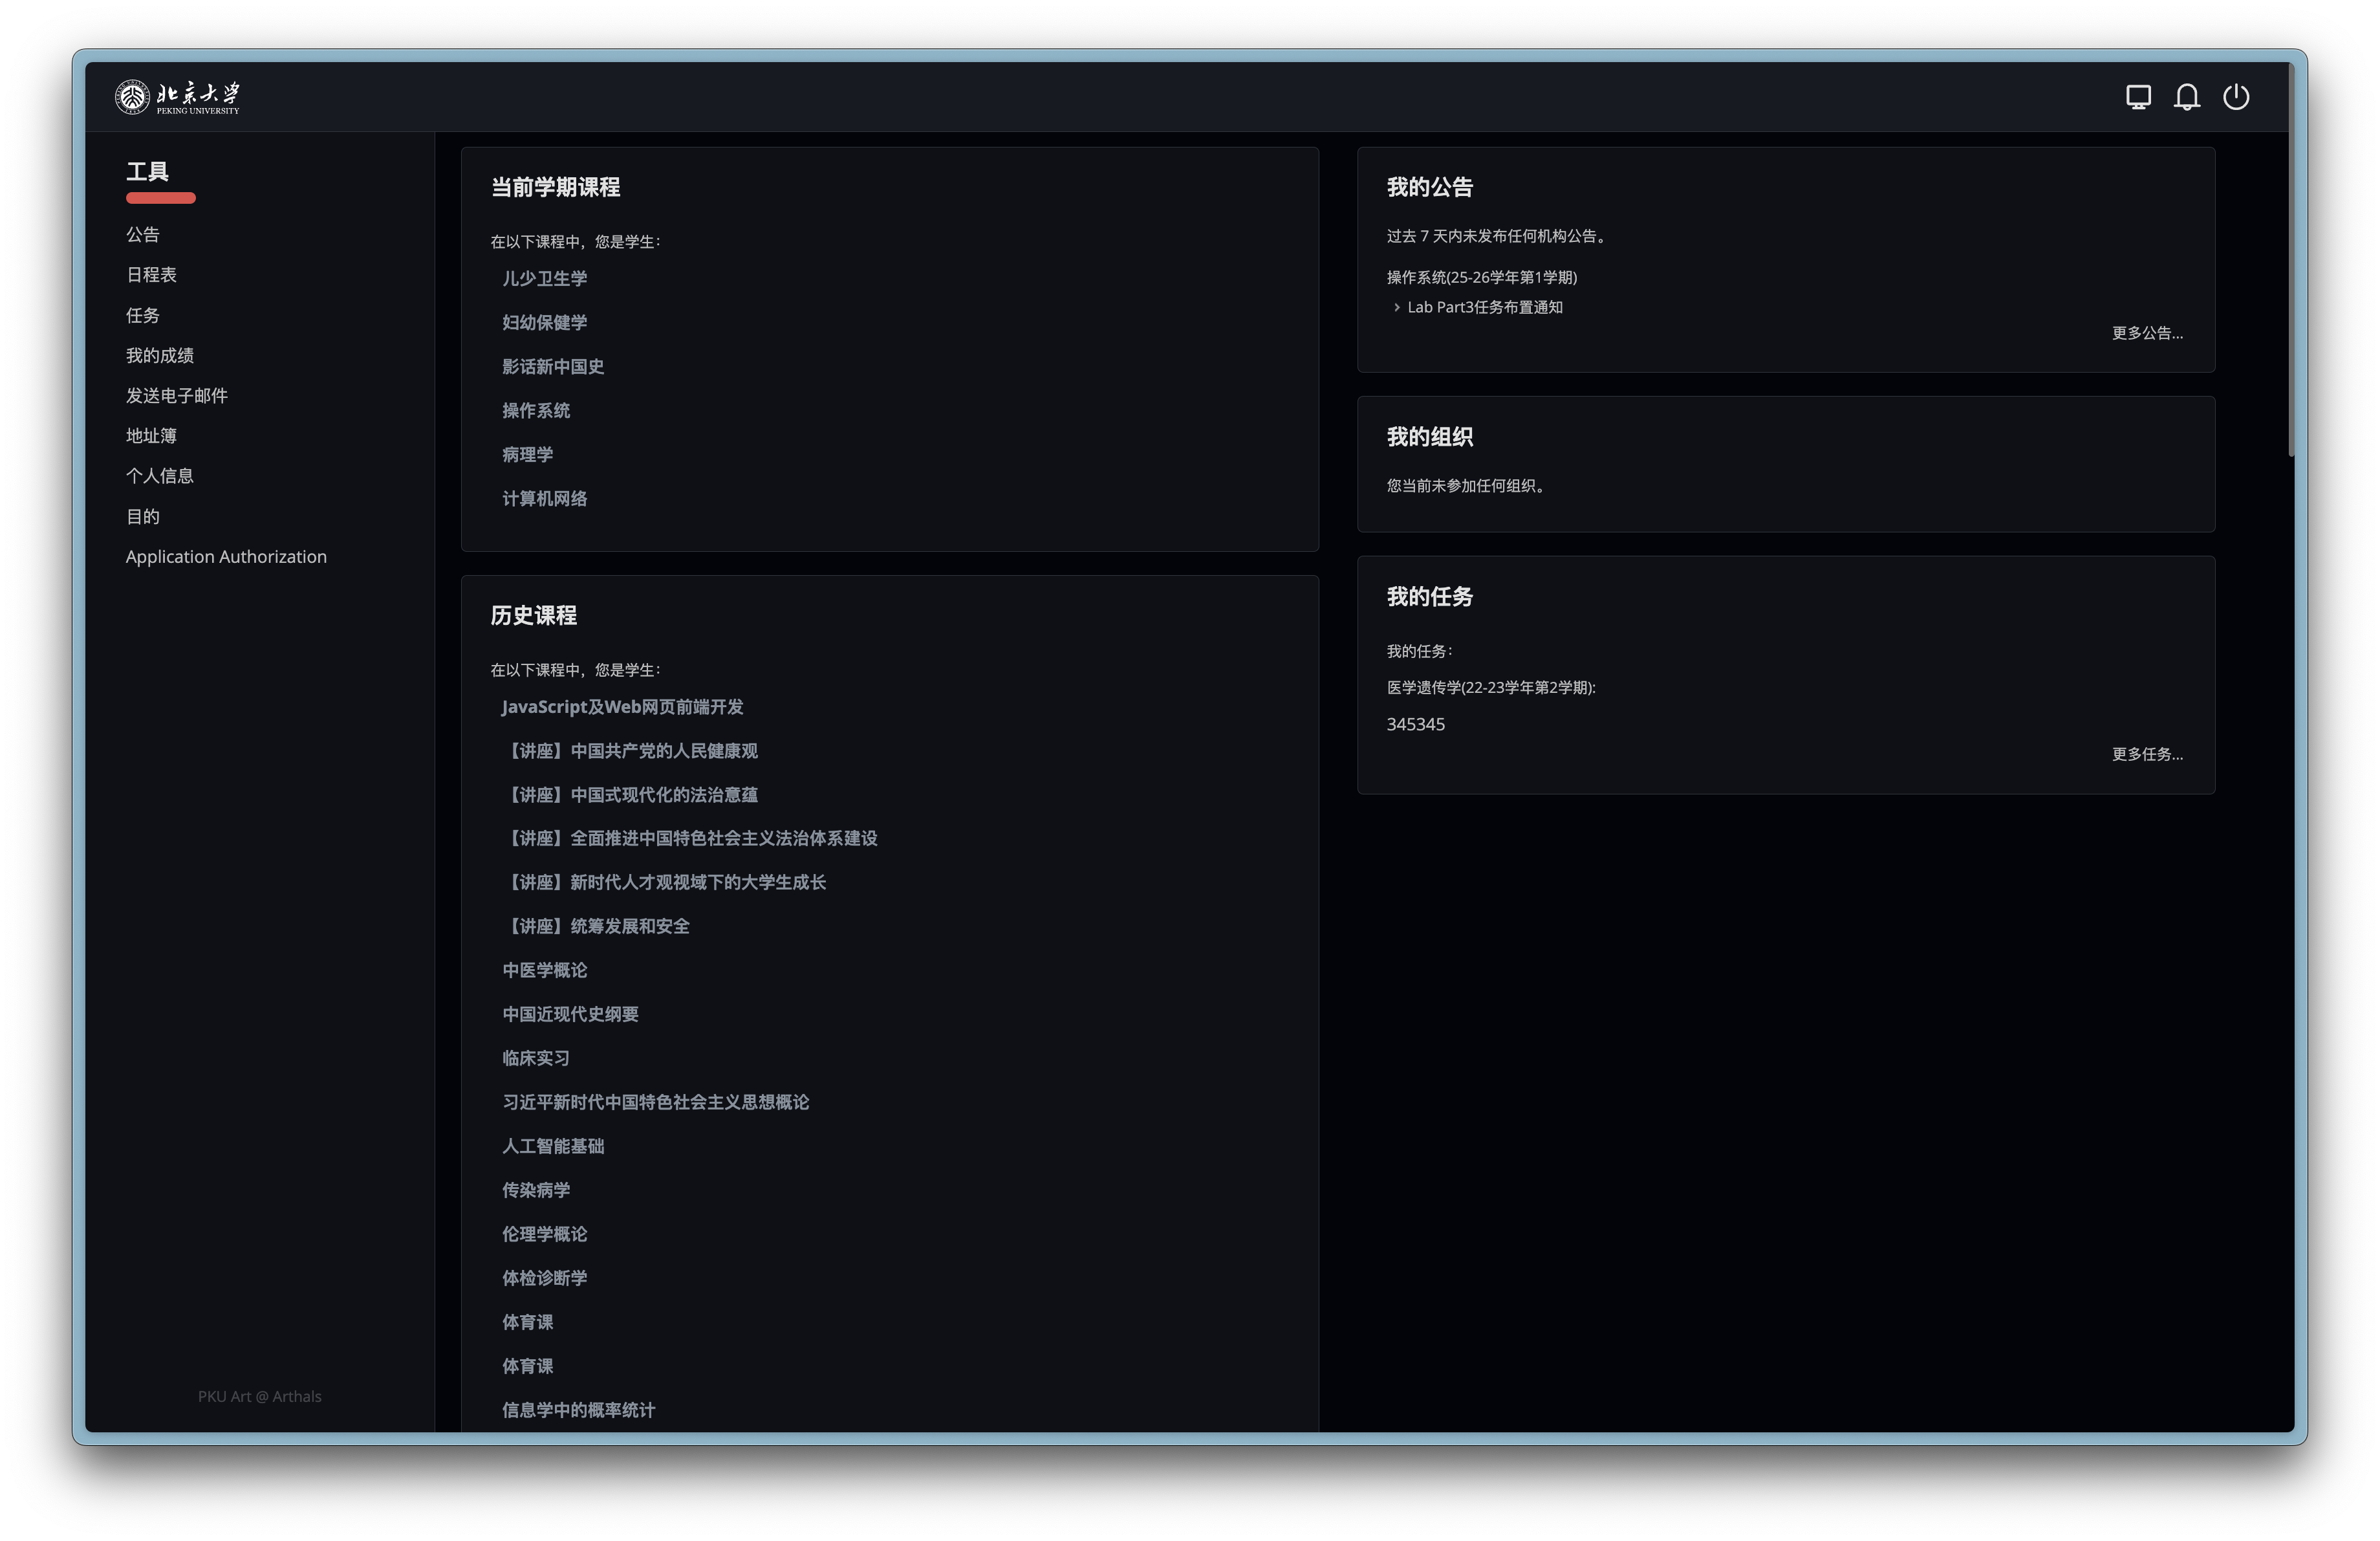 北京大学
PEKING UNIVERSITY
工具
公告
日程表
任务
我的成绩
发送电子邮件
地址簿
个人信息
目的
Application Authorization
PKU Art @ Arthals
当前学期课程
在以下课程中，您是学生：
儿少卫生学
妇幼保健学
影话新中国史
操作系统
病理学
计算机网络
历史课程
在以下课程中，您是学生：
JavaScript及Web网页前端开发
【讲座】中国共产党的人民健康观
【讲座】中国式现代化的法治意蕴
【讲座】全面推进中国特色社会主义法治体系建设
【讲座】新时代人才观视域下的大学生成长
【讲座】统筹发展和安全
中医学概论
中国近现代史纲要
临床实习
习近平新时代中国特色社会主义思想概论
人工智能基础
传染病学
伦理学概论
体检诊断学
体育课
体育课
信息学中的概率统计
我的公告
过去 7 天内未发布任何机构公告。
操作系统(25-26学年第1学期)
Lab Part3任务布置通知
更多公告...
我的组织
您当前未参加任何组织。
我的任务
我的任务：
医学遗传学(22-23学年第2学期):
345345
更多任务...